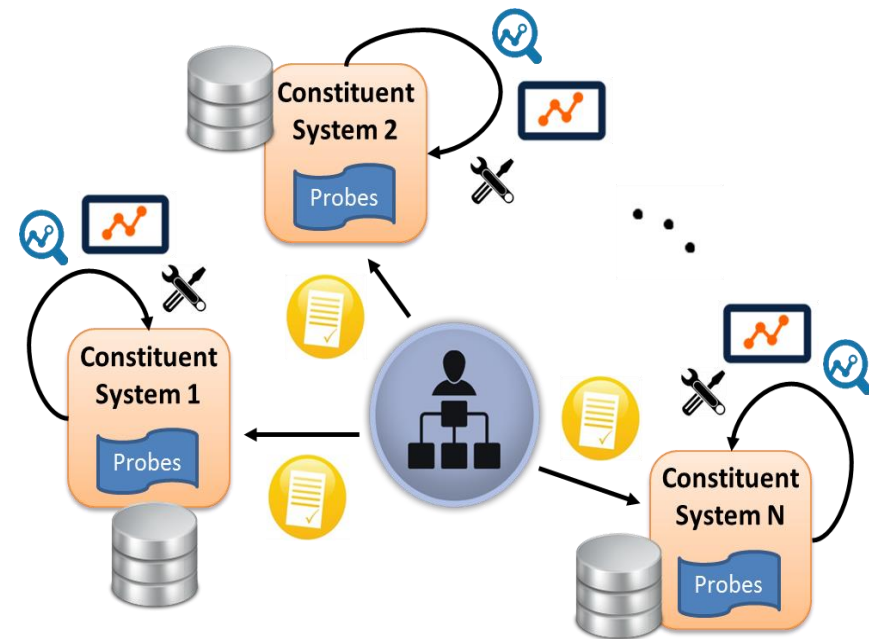 Constituent
System 2
Probes
Constituent
System 1
Probes
Constituent
System N
Probes